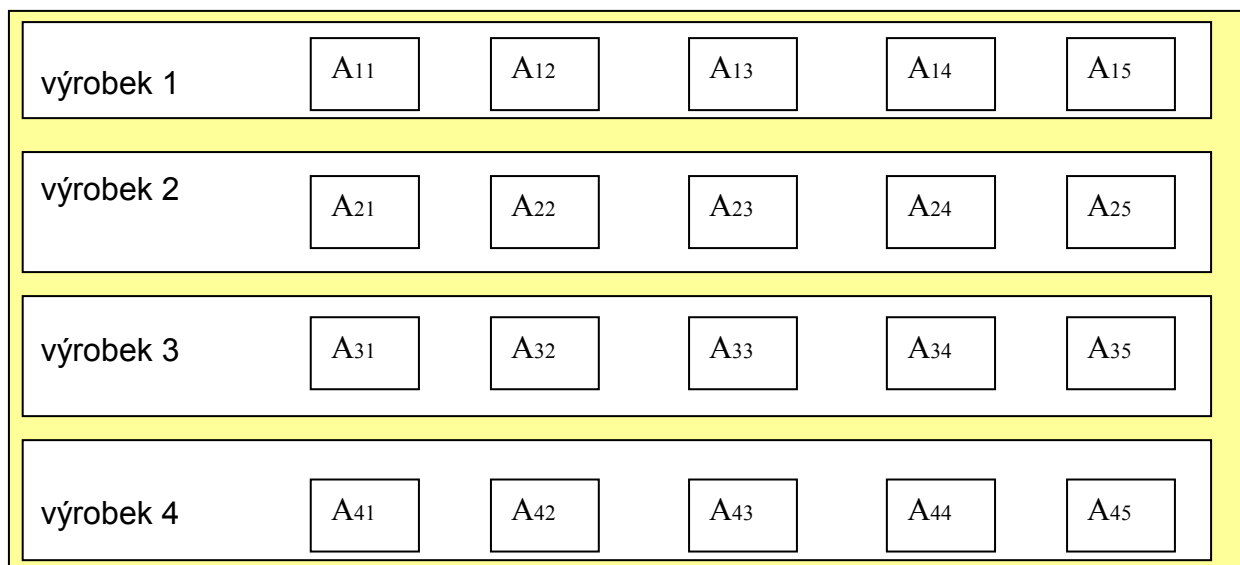 výrobek 1 A11 A12 A13 A14 A15
výrobek 2 A21 A22 A23 A24 A25
výrobek 3 A31 A32 A33 A34 A35
výrobek 4 A41 A42 A43 A44 A45